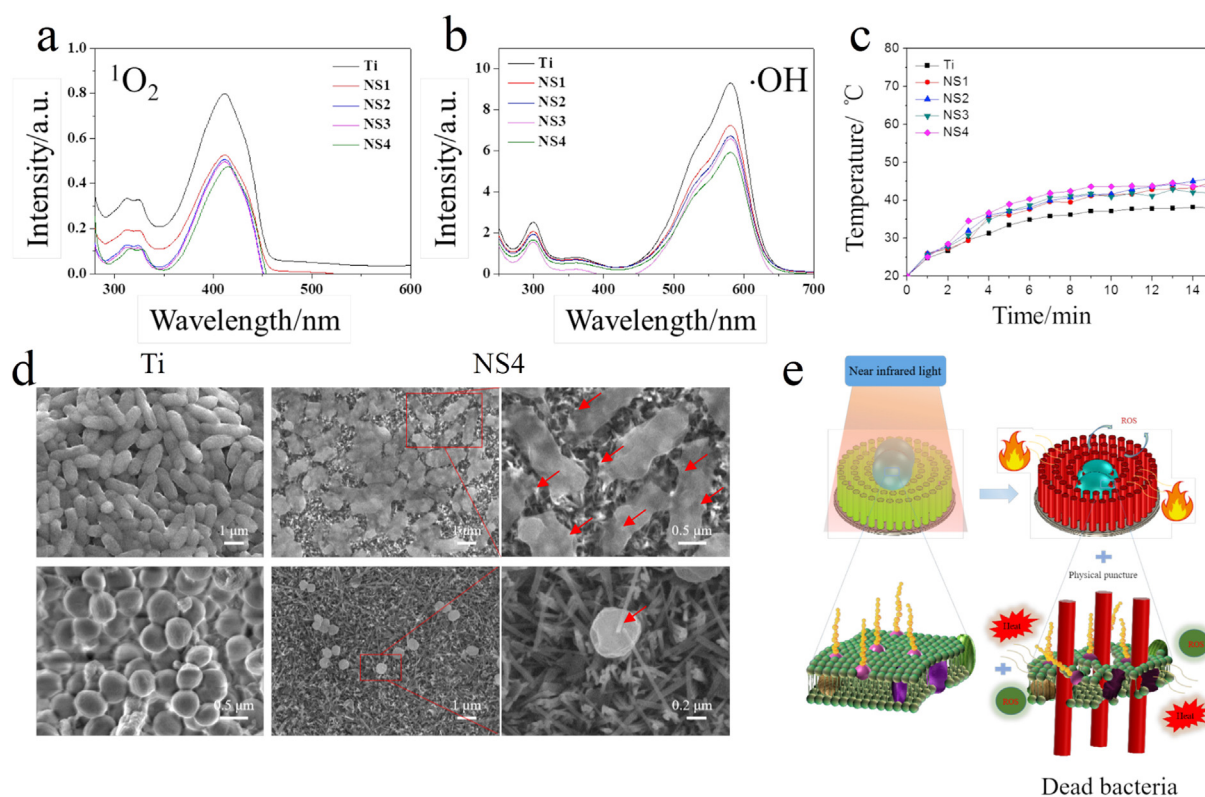 a
1.0
0.8
0.6
0.4
0.2
0.0
300
400
500
600
Intensity/a.u.
Wavelength/nm
¹O₂
Ti
NS1
NS2
NS3
NS4
b
10
8
6
4
2
0
300
400
500
600
700
Intensity/a.u.
Wavelength/nm
·OH
Ti
NS1
NS2
NS3
NS4
c
80
70
60
50
40
30
20
0
2
4
6
8
10
12
14
Temperature/ °C
Time/min
Ti
NS1
NS2
NS3
NS4
d
Ti
NS4
1 μm
1 μm
0.5 μm
0.5 μm
1 μm
0.2 μm
e
Near infrared light
ROS
Physical puncture
Heat
ROS
ROS
Heat
Dead bacteria